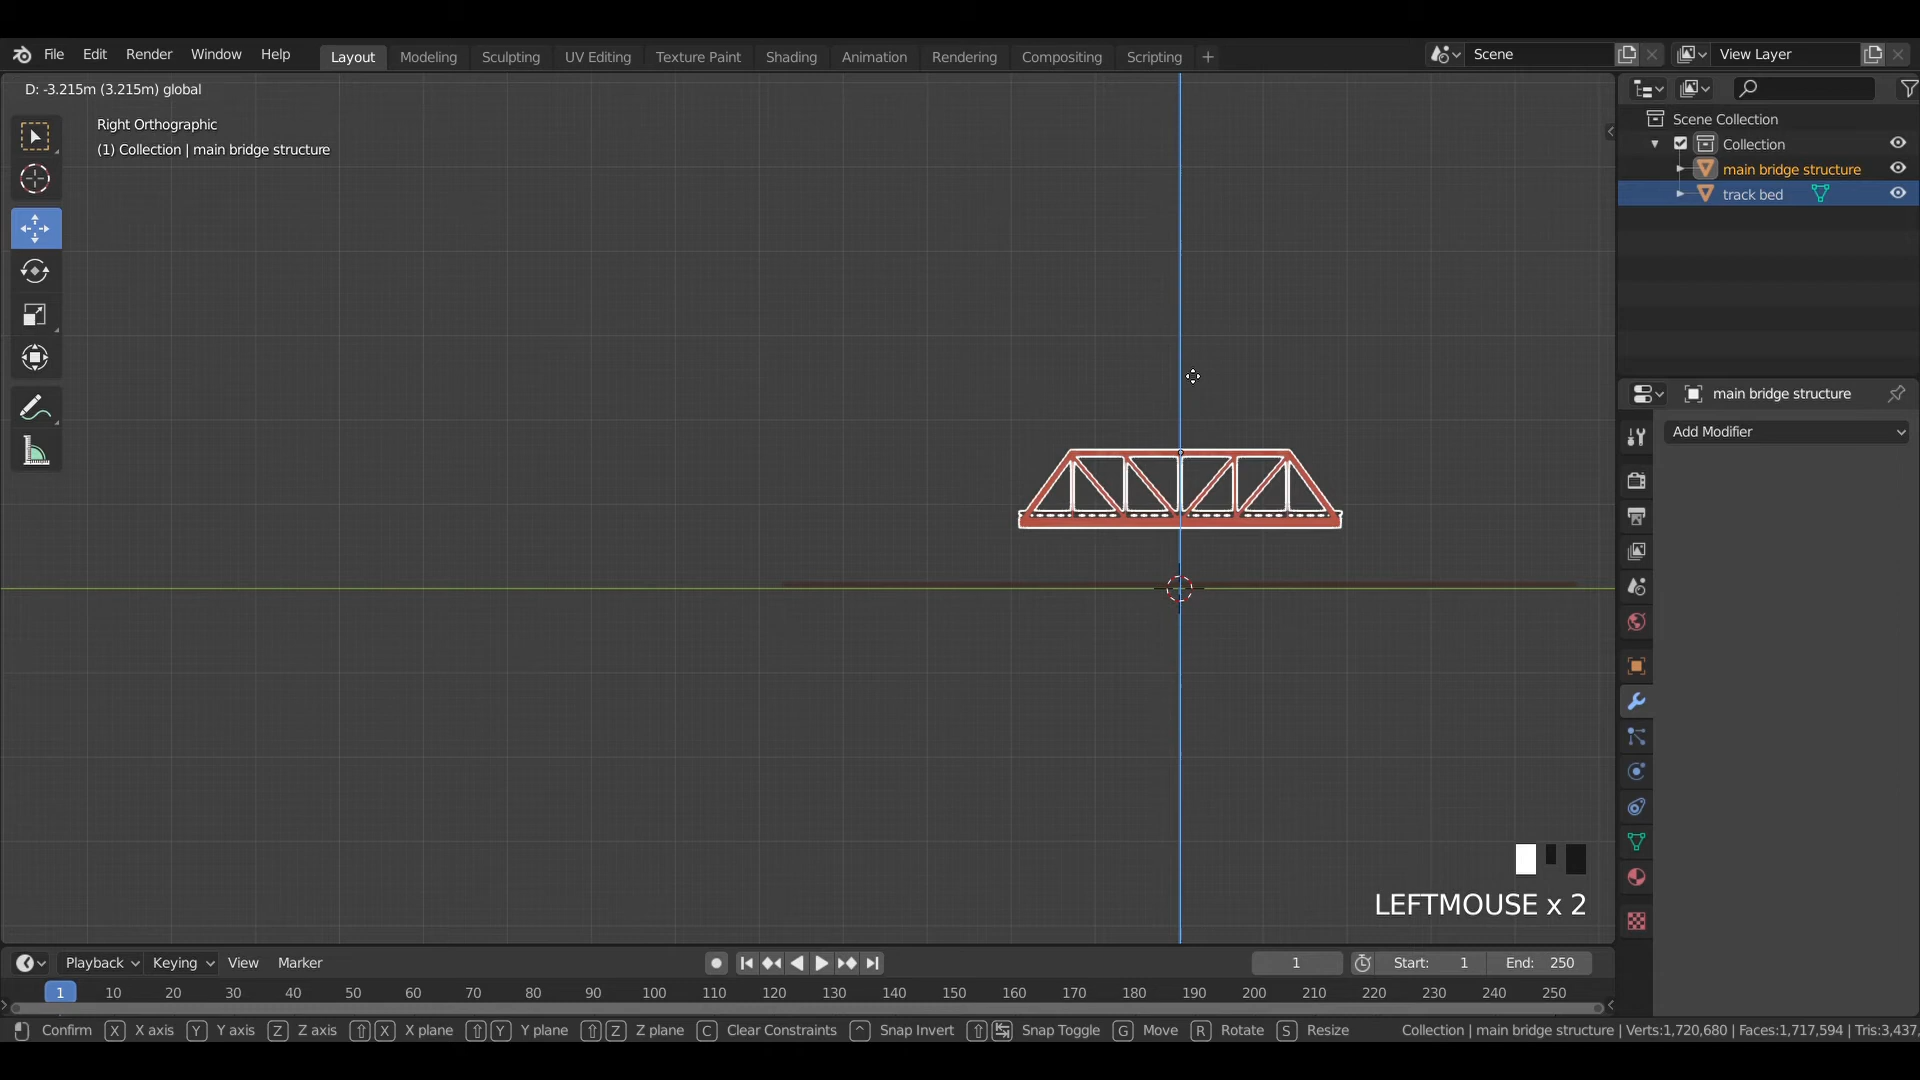 File Edit Render Window Help Layout Modeling Sculpting UV Editing Texture Paint Shading Animation Rendering Compositing Scripting + Scene View Layer
D: -3.215m (3.215m) global
Right Orthographic
(1) Collection | main bridge structure
Scene Collection
Collection
main bridge structure
track bed
main bridge structure
Add Modifier
LEFTMOUSE x 2
Playback Keying View Marker 1 Start: 1 End: 250
1 10 20 30 40 50 60 70 80 90 100 110 120 130 140 150 160 170 180 190 200 210 220 230 240 250
Confirm X X axis Y Y axis Z Z axis X X plane Y Y plane Z Z plane C Clear Constraints ^ Snap Invert Snap Toggle G Move R Rotate S Resize Collection | main bridge structure | Verts:1,720,680 | Faces:1,717,594 | Tris:3,437,